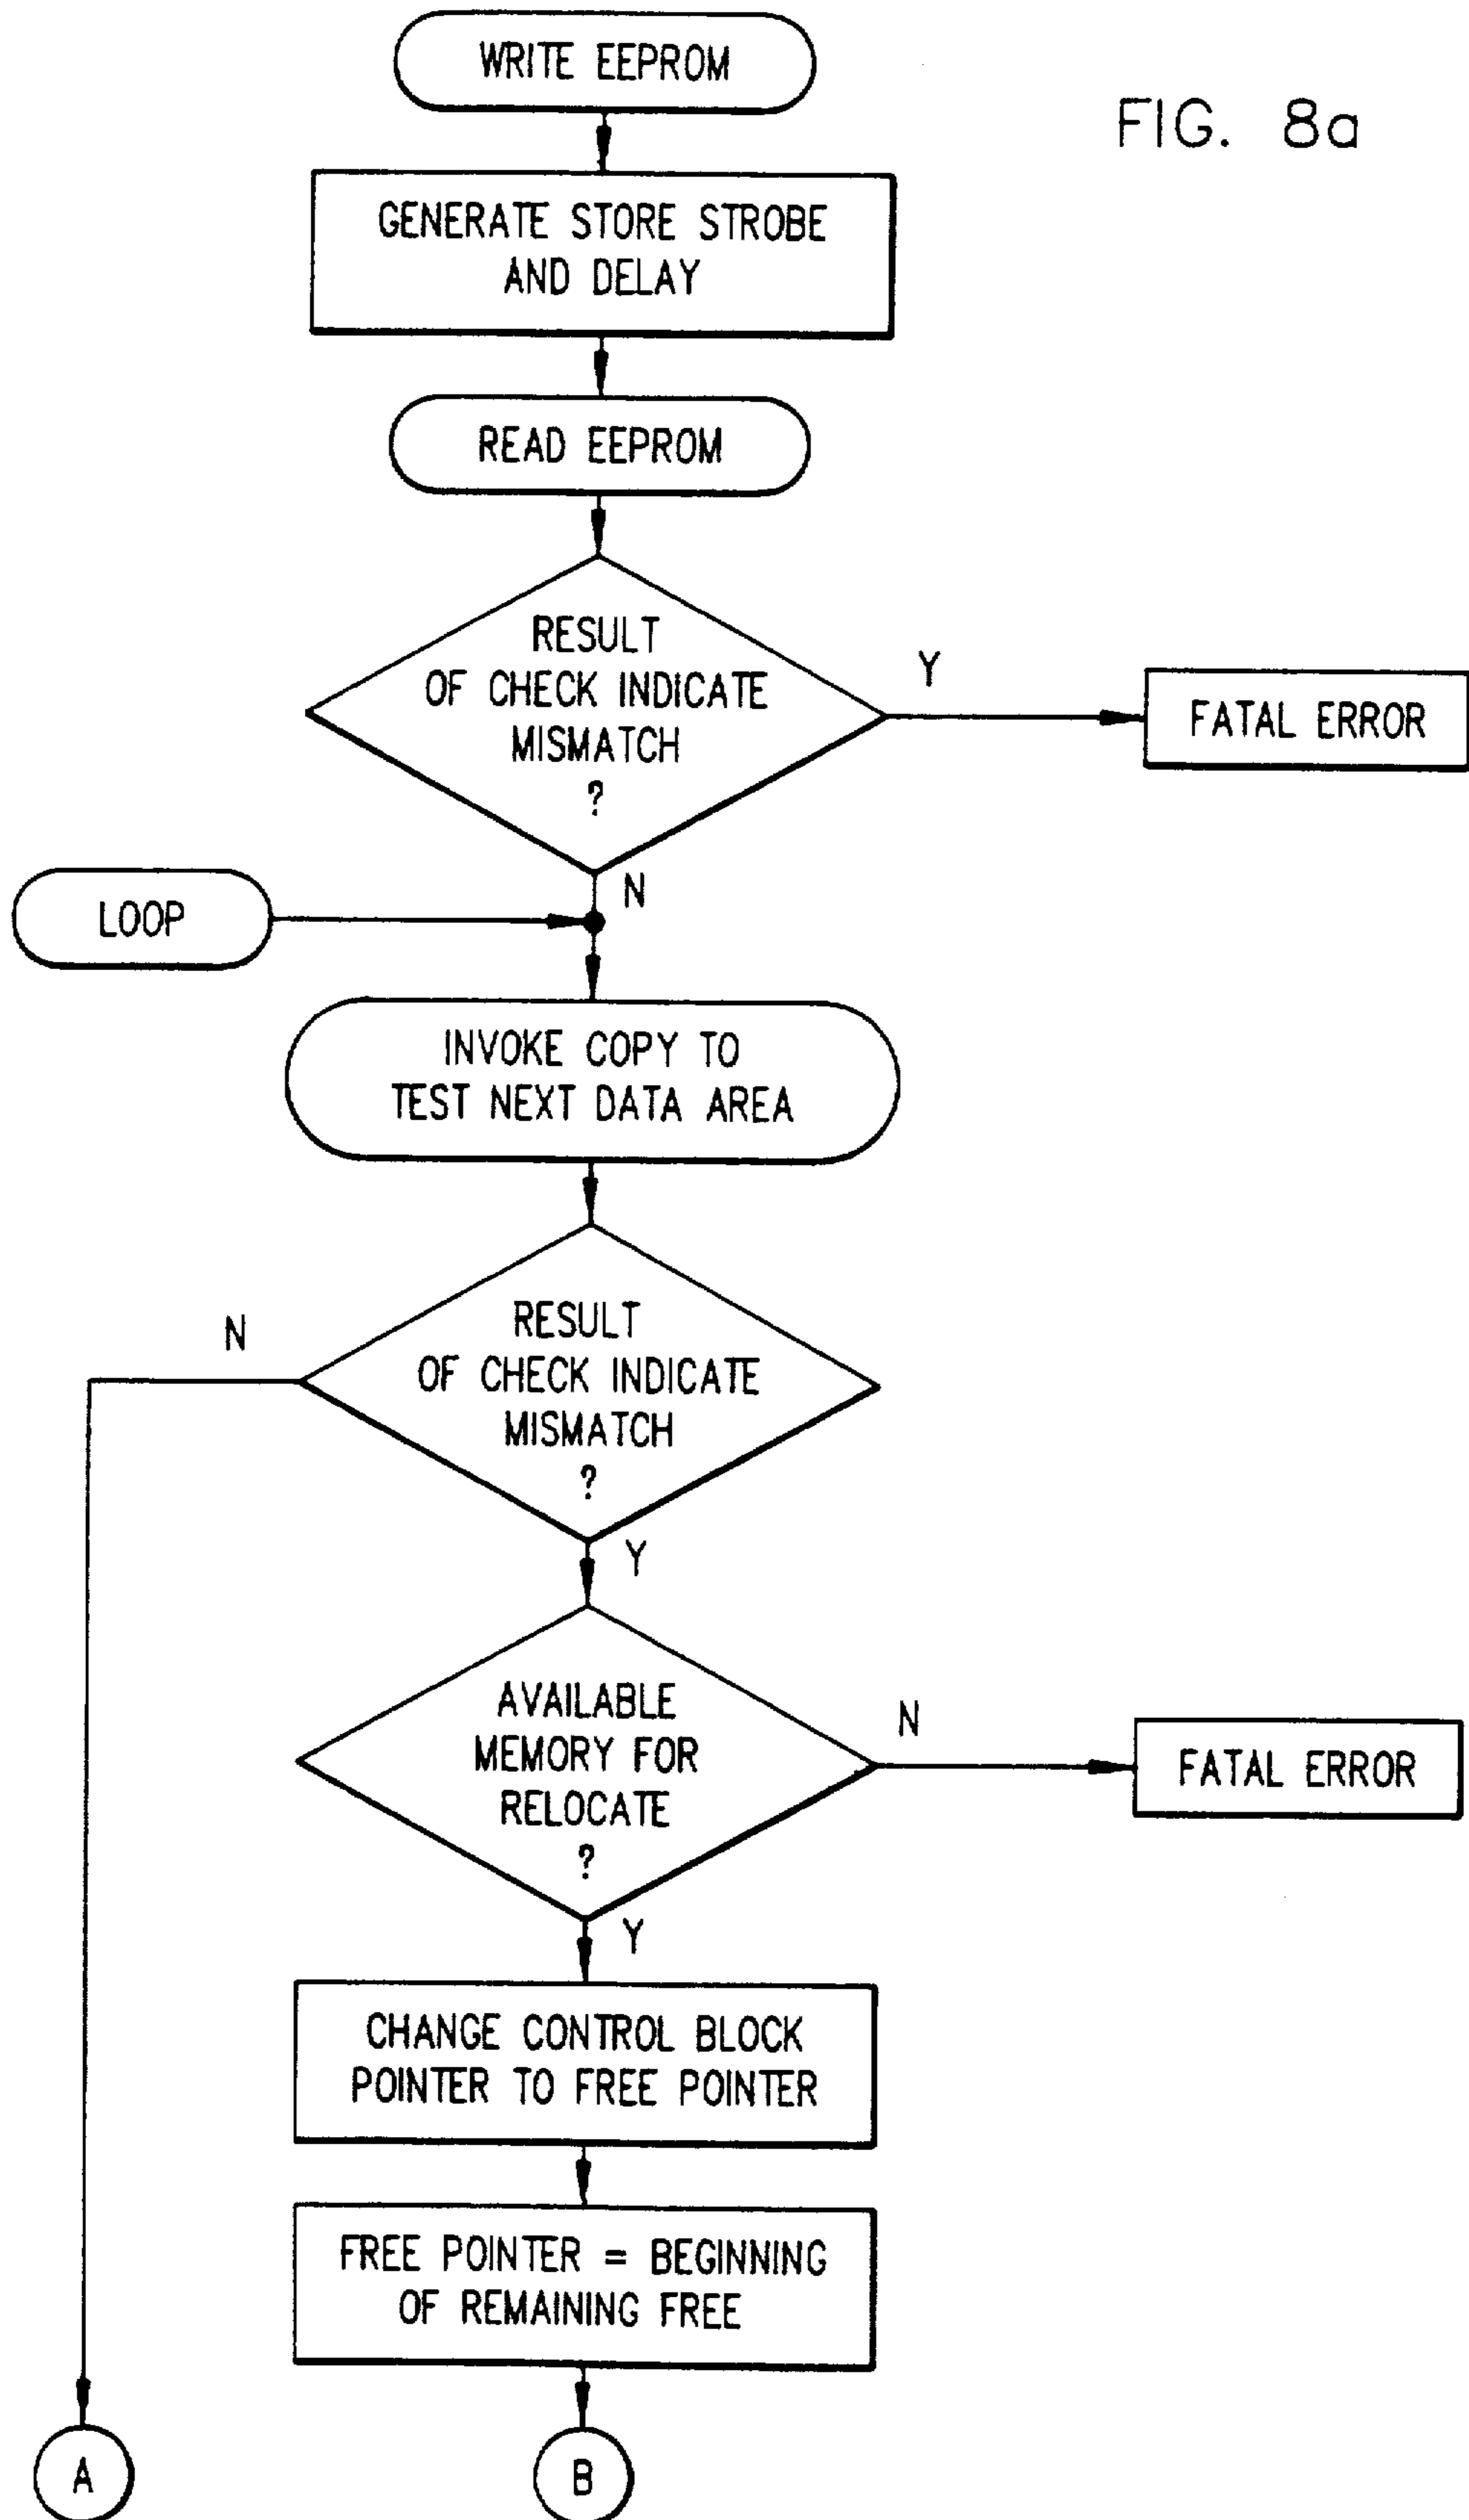 WRITE EEPROM
FIG. 8a
GENERATE STORE STROBE
AND DELAY
READ EEPROM
RESULT
OF CHECK INDICATE
MISMATCH
?
Y
FATAL ERROR
N
LOOP
INVOKE COPY TO
TEST NEXT DATA AREA
N
RESULT
OF CHECK INDICATE
MISMATCH
?
Y
AVAILABLE
MEMORY FOR
RELOCATE
?
N
FATAL ERROR
Y
CHANGE CONTROL BLOCK
POINTER TO FREE POINTER
FREE POINTER = BEGINNING
OF REMAINING FREE
A
B